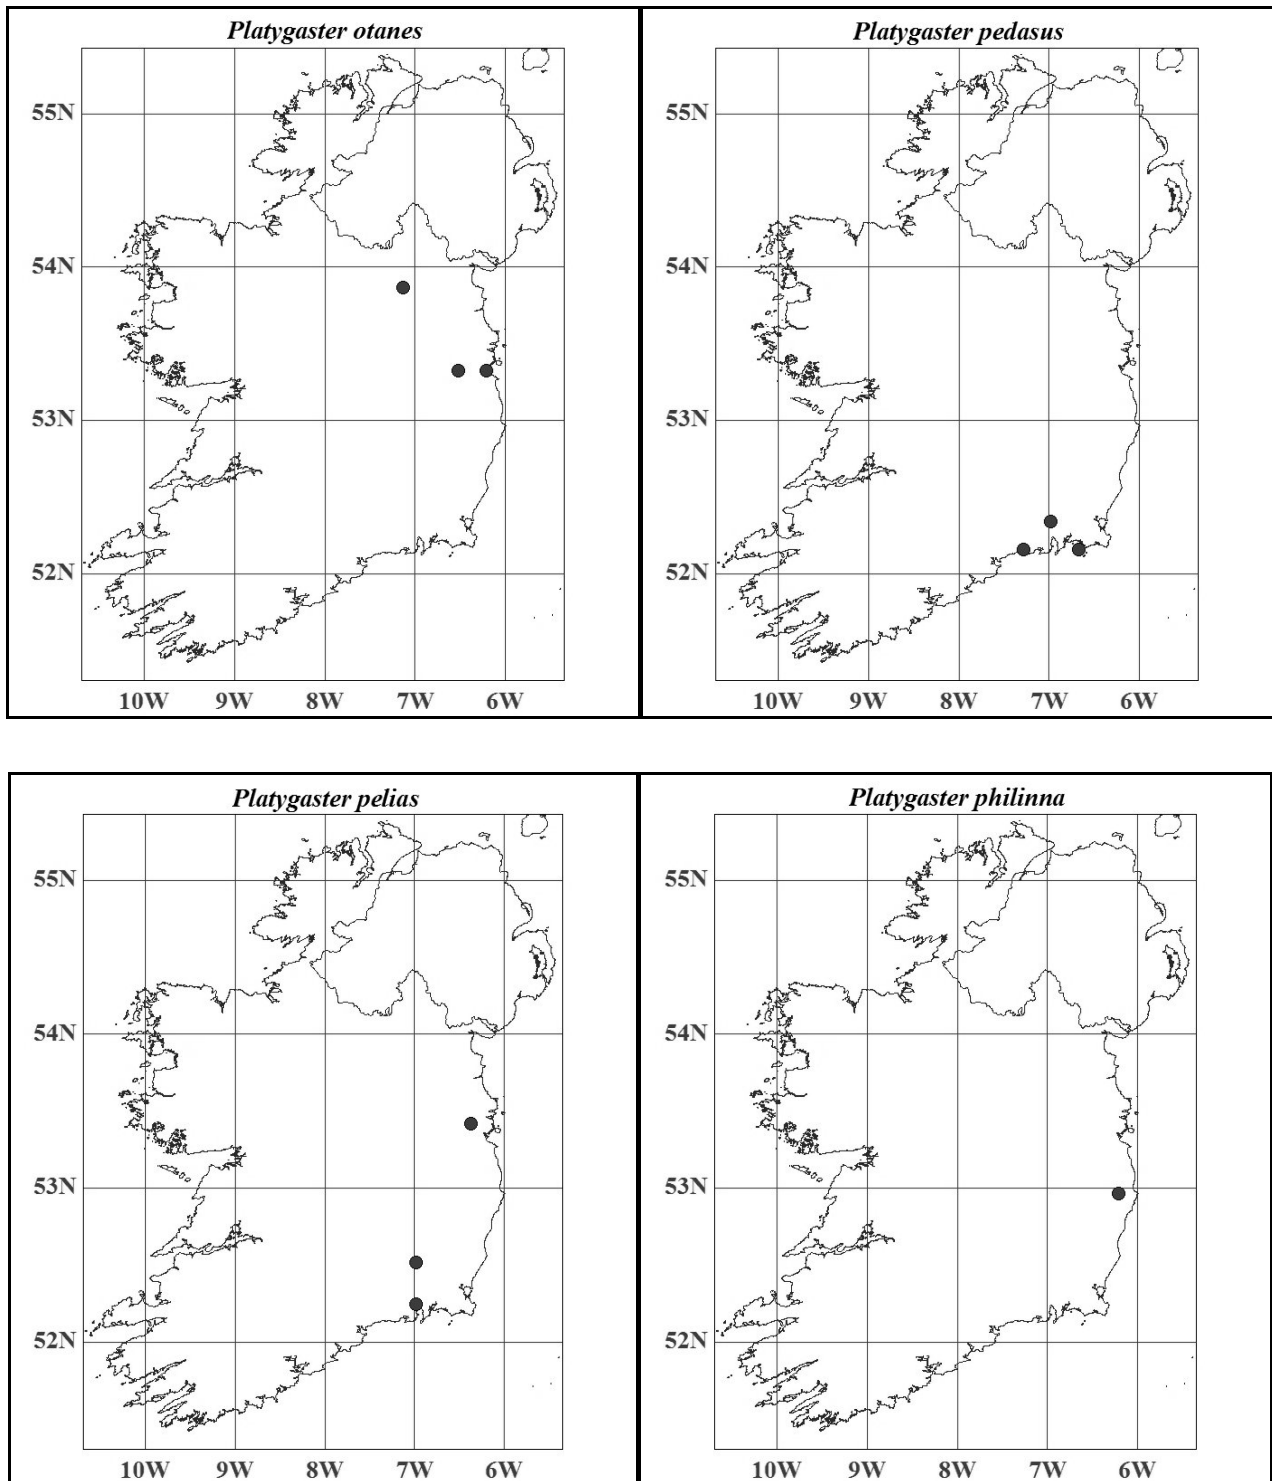 Platygaster otanes
55N
54N
53N
52N
10W 9W 8W 7W 6W
Platygaster pedasus
55N
54N
53N
52N
10W 9W 8W 7W 6W
Platygaster pelias
55N
54N
53N
52N
10W 9W 8W 7W 6W
Platygaster philinna
55N
54N
53N
52N
10W 9W 8W 7W 6W